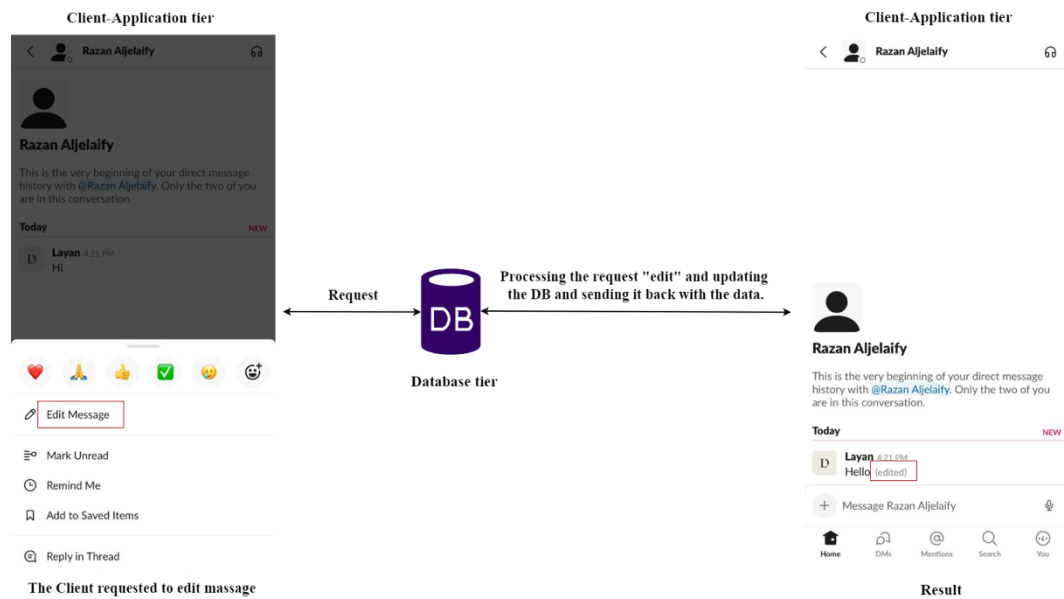 Client-Application tier
Razan Aljelaify
Razan Aljelaify
This is the very beginning of your direct message
history with @Razan Aljelaify. Only the two of you
are in this conversation.
Today NEW
D Layan 4:21 PM
Hi
Edit Message
Mark Unread
Remind Me
Add to Saved Items
Reply in Thread
The Client requested to edit massage
Request
DB
Database tier
Processing the request "edit" and updating
the DB and sending it back with the data.
Client-Application tier
Razan Aljelaify
Razan Aljelaify
This is the very beginning of your direct message
history with @Razan Aljelaify. Only the two of you
are in this conversation.
Today NEW
D Layan 4:21 PM
Hello (edited)
Message Razan Aljelaify
Home DMs Mentions Search You
Result